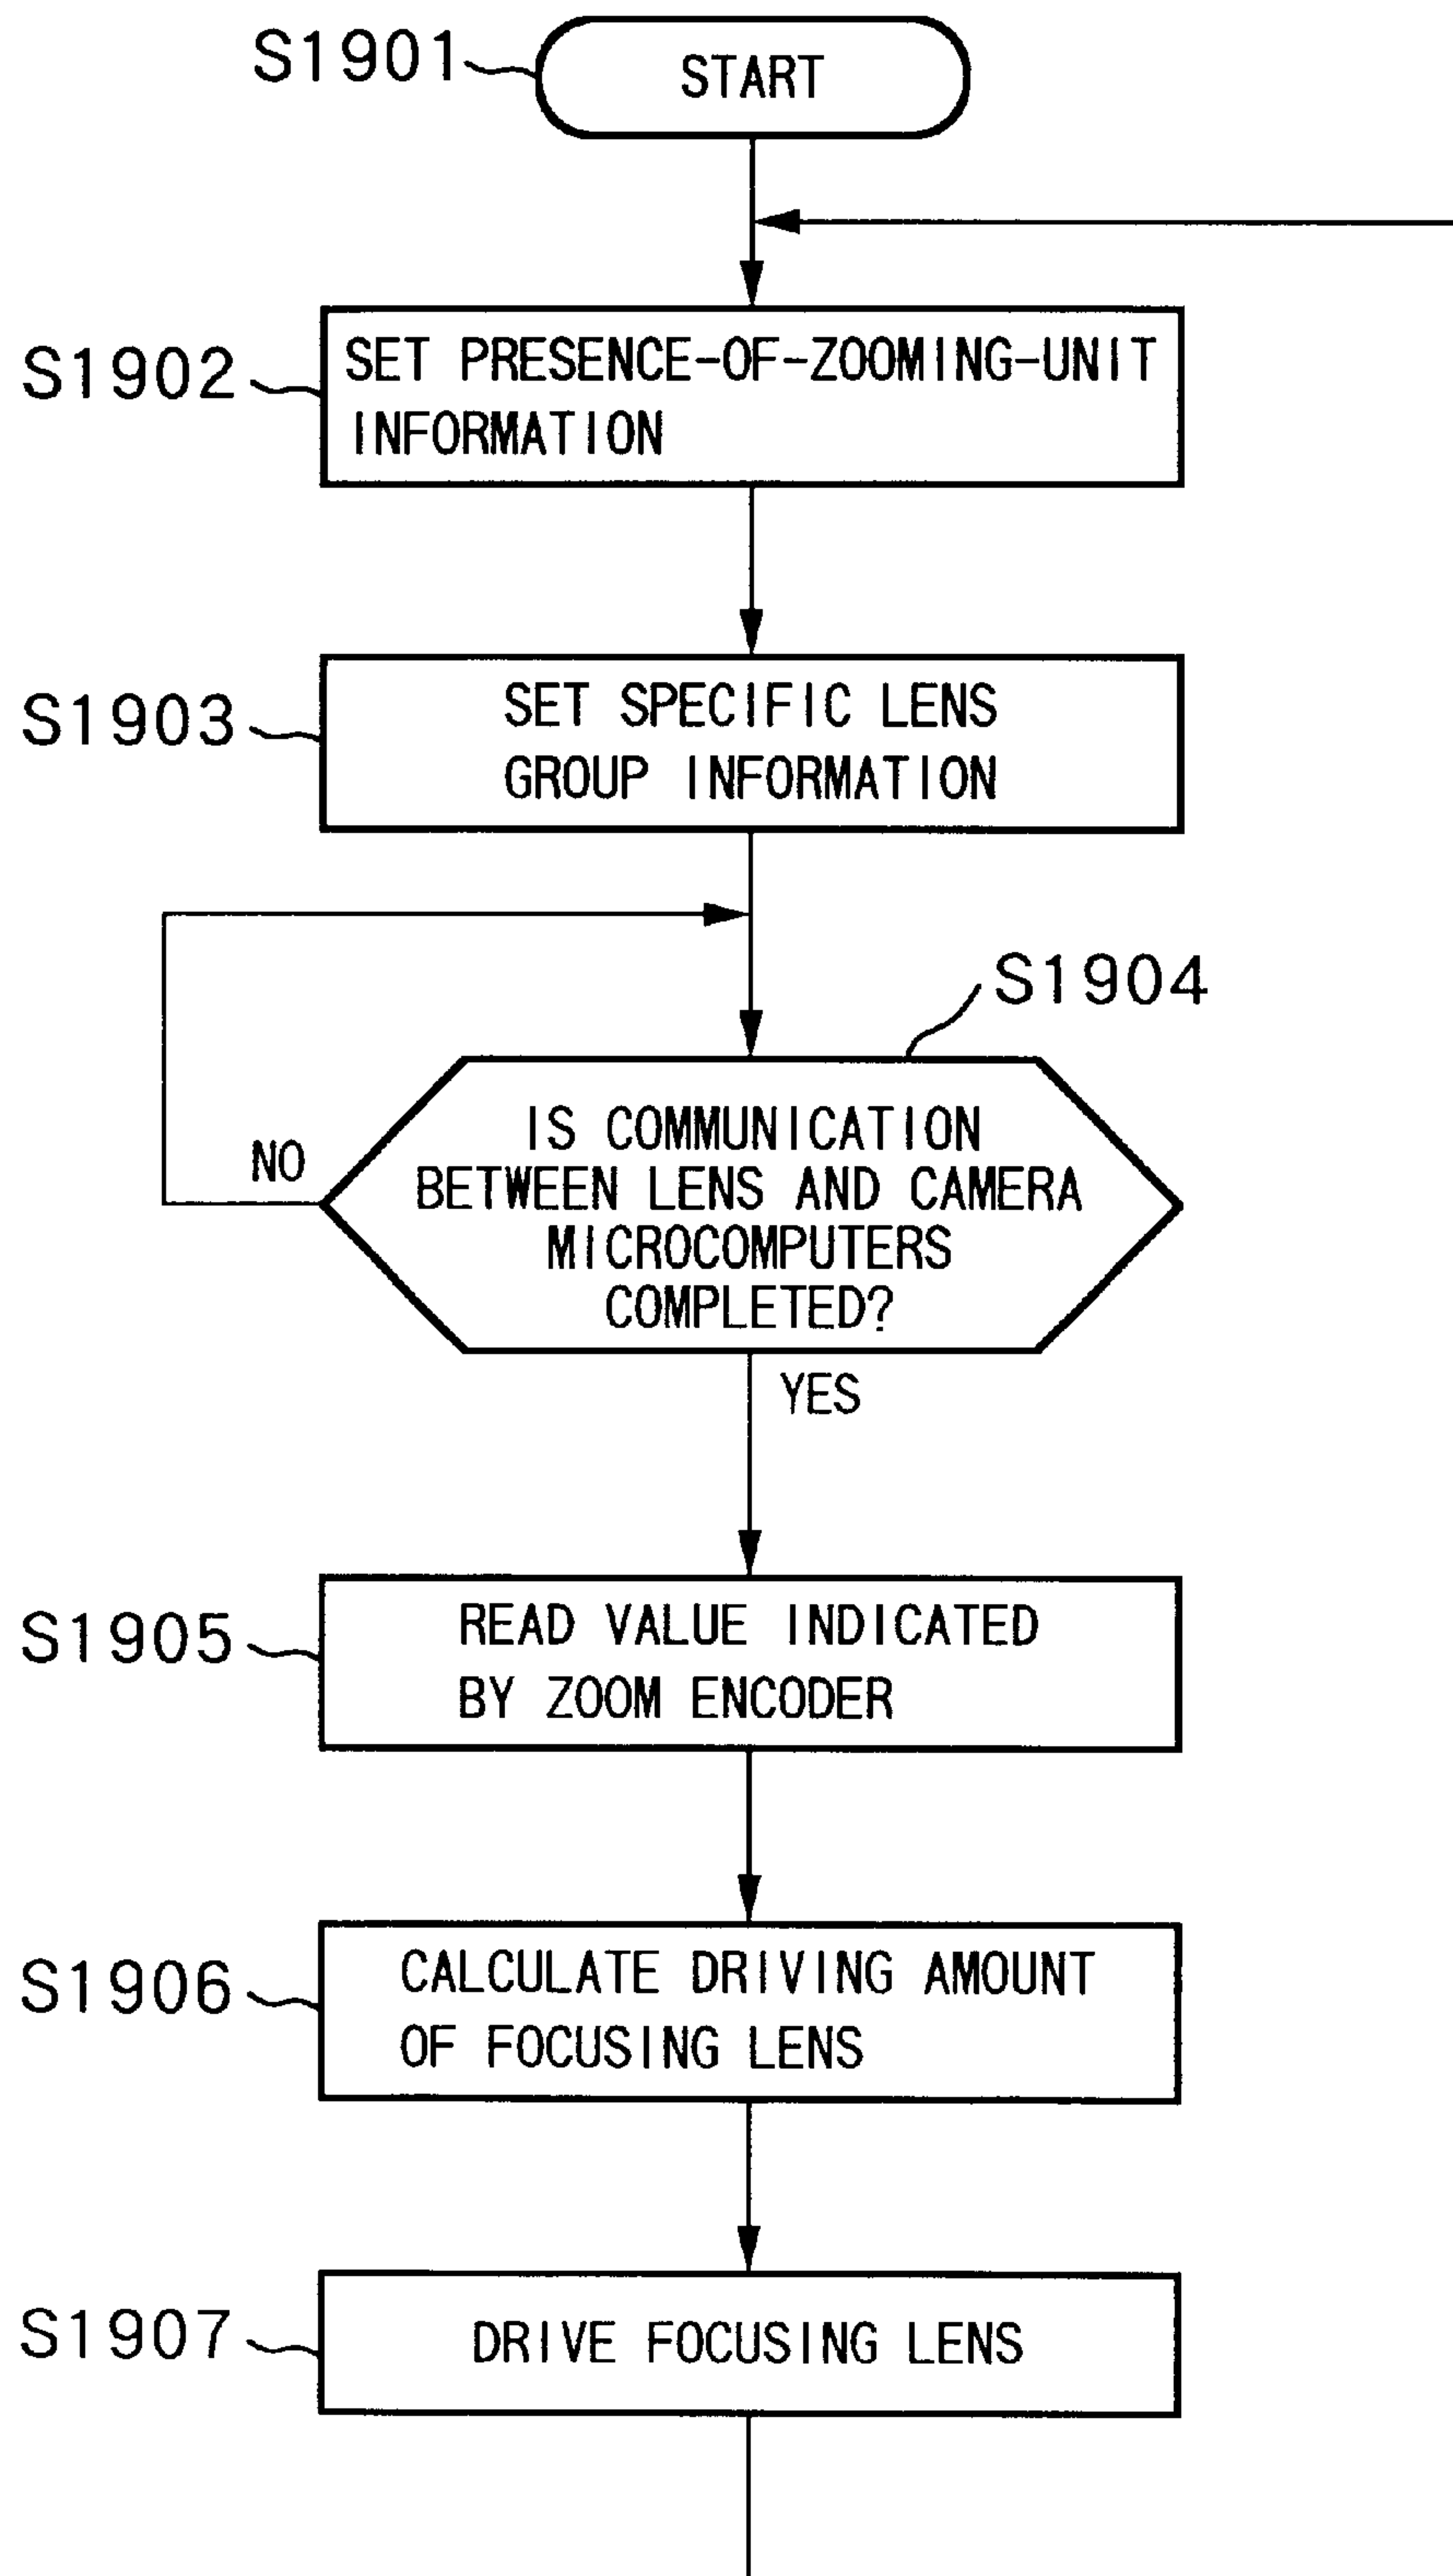 S1901
START
S1902
SET PRESENCE-OF-ZOOMING-UNIT
INFORMATION
S1903
SET SPECIFIC LENS
GROUP INFORMATION
S1904
IS COMMUNICATION
BETWEEN LENS AND CAMERA
MICROCOMPUTERS
COMPLETED?
NO
YES
S1905
READ VALUE INDICATED
BY ZOOM ENCODER
S1906
CALCULATE DRIVING AMOUNT
OF FOCUSING LENS
S1907
DRIVE FOCUSING LENS